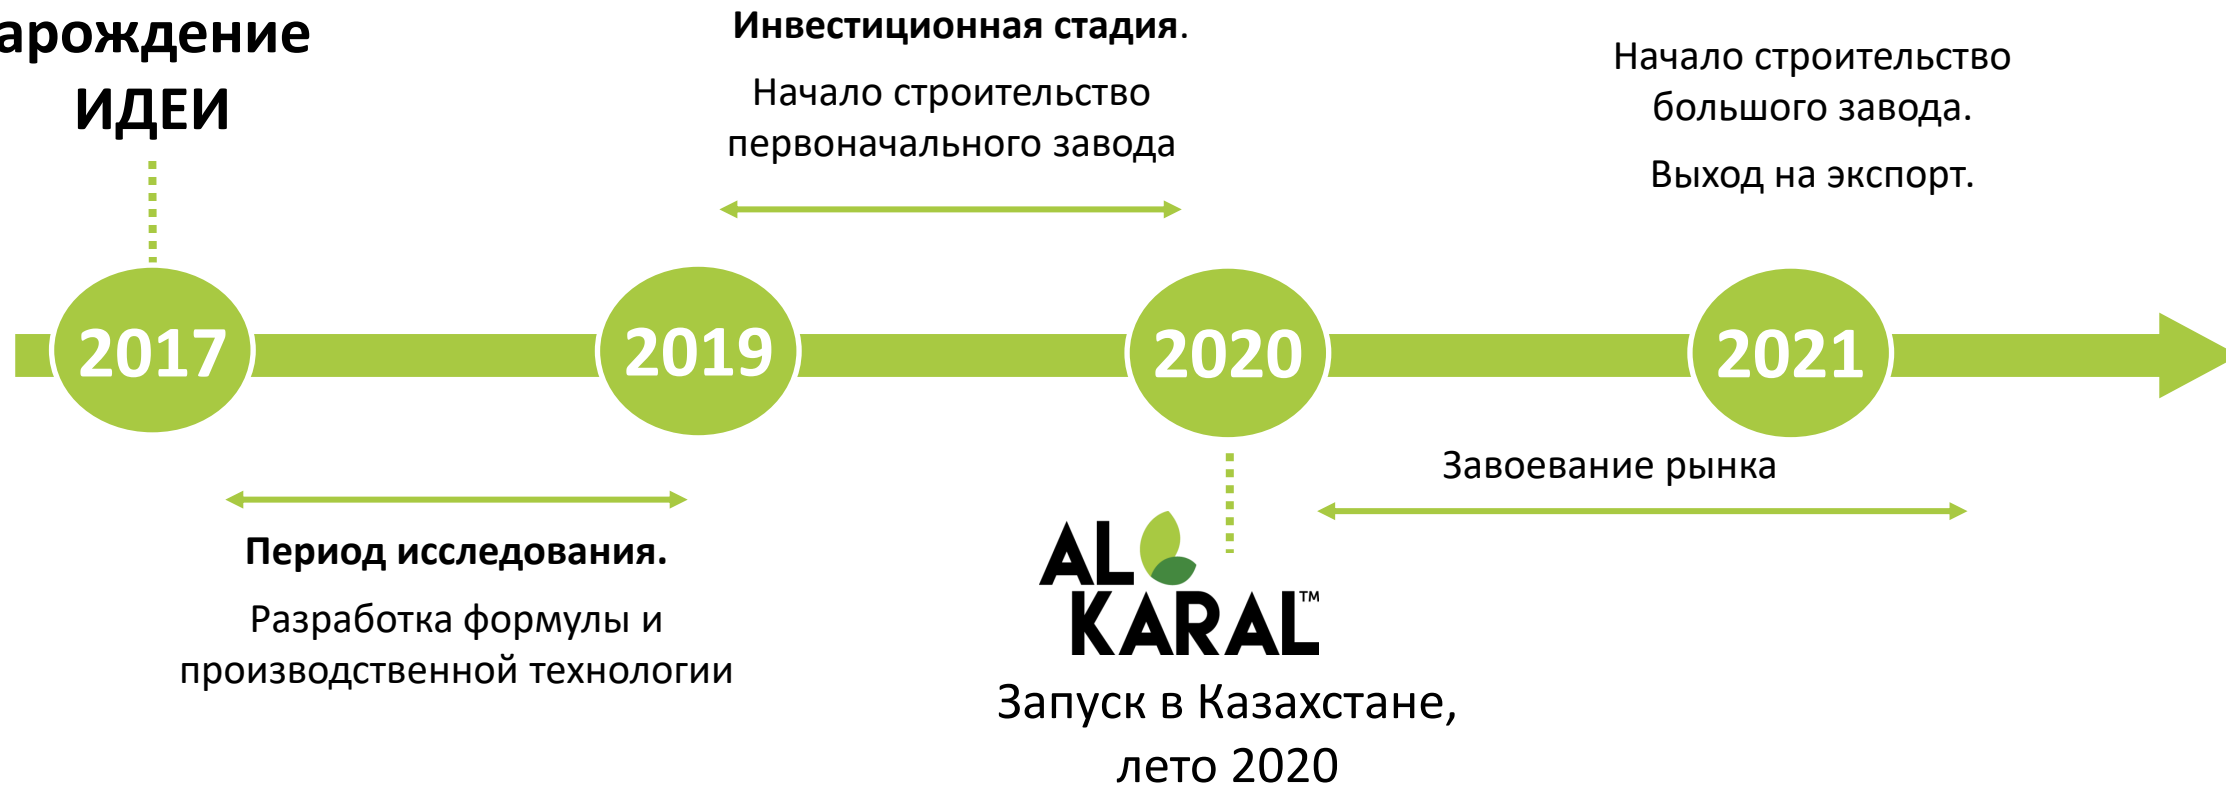 арождение
ИДЕИ
Инвестиционная стадия.
Начало строительство
первоначального завода
Начало строительство
большого завода.
Выход на экспорт.
2017
2019
2020
2021
Завоевание рынка
Период исследования.
Разработка формулы и
производственной технологии
AL
KARAL™
Запуск в Казахстане,
лето 2020